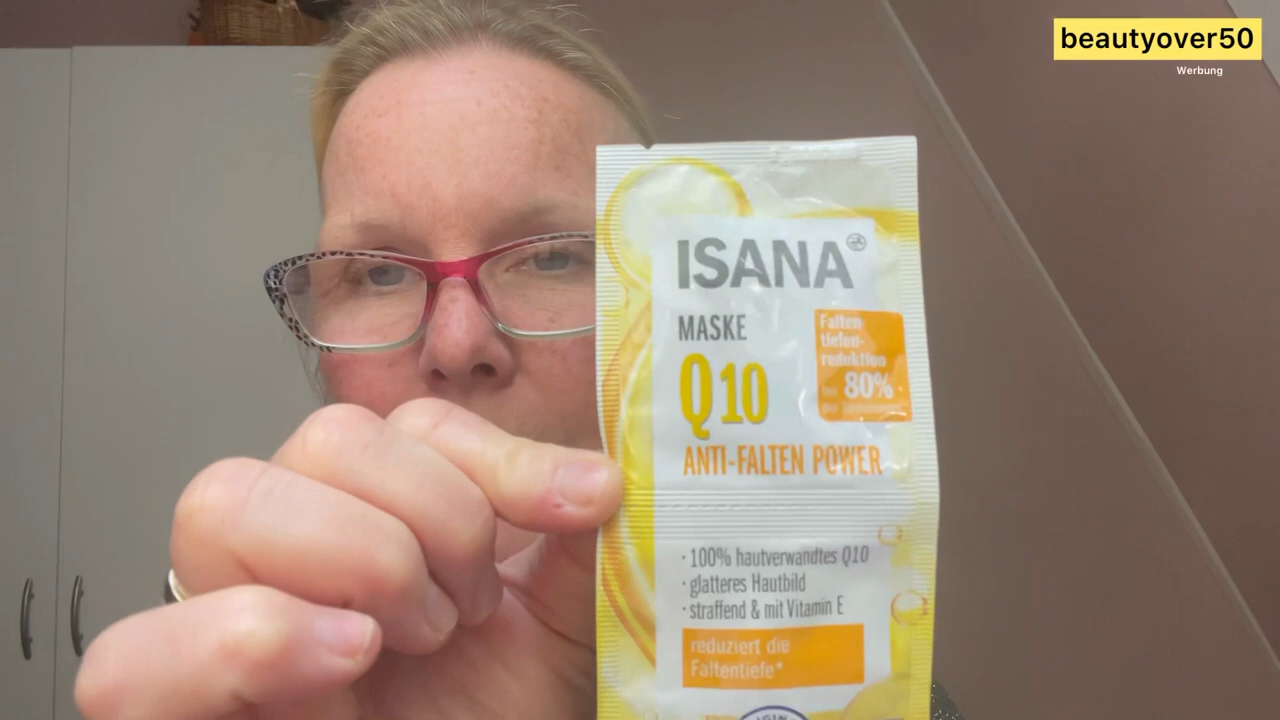 beautyover50
Werbung
ISANA
MASKE
Q10
Falten-
tiefen-
reduktion
bis 80%
ANTI-FALTEN POWER
· 100% hautverwandtes Q10
· glatteres Hautbild
· straffend & mit Vitamin E
reduziert die
Faltentiefe*